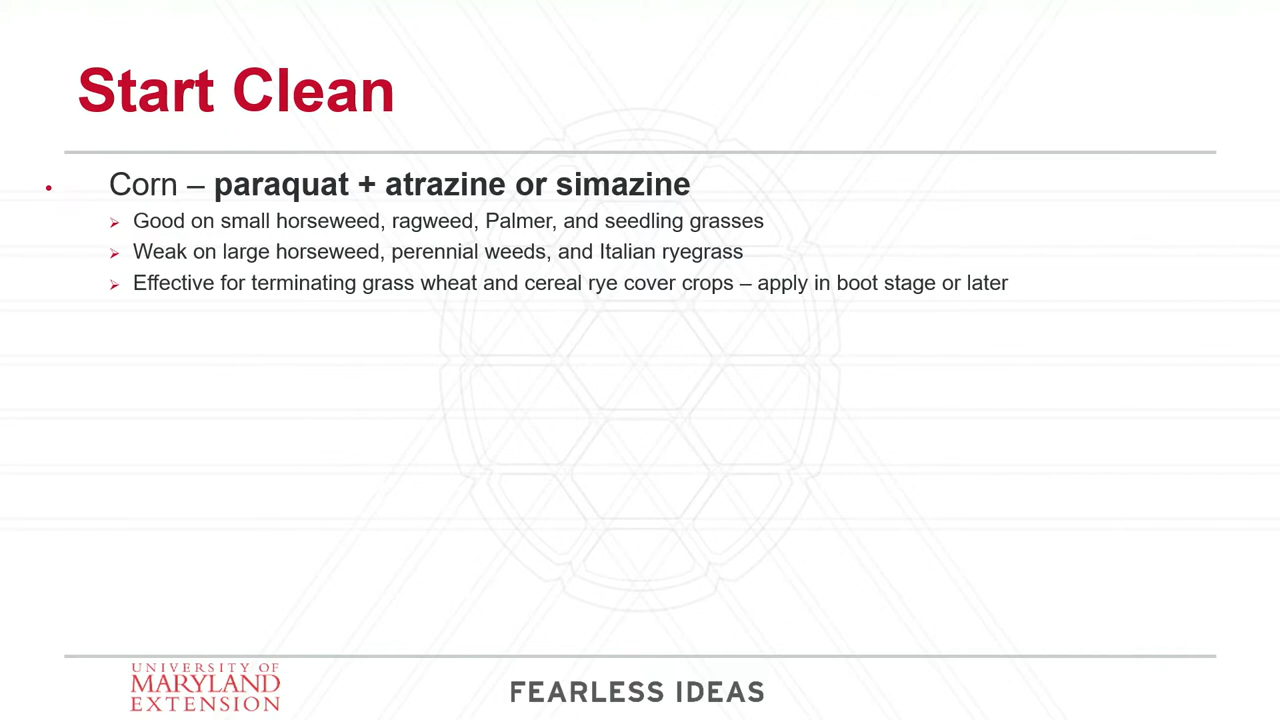 Start Clean
• Corn – paraquat + atrazine or simazine
➢ Good on small horseweed, ragweed, Palmer, and seedling grasses
➢ Weak on large horseweed, perennial weeds, and Italian ryegrass
➢ Effective for terminating grass wheat and cereal rye cover crops – apply in boot stage or later
UNIVERSITY OF
MARYLAND
EXTENSION
FEARLESS IDEAS